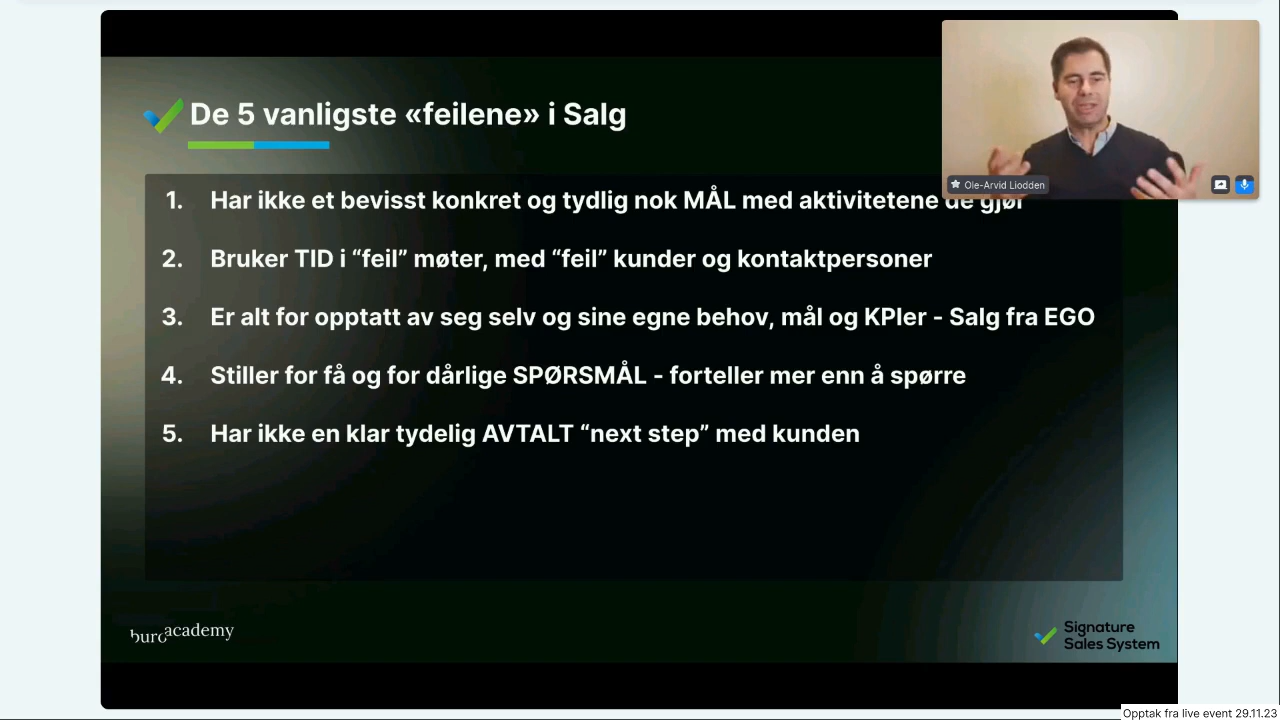 De 5 vanligste «feilene» i Salg
1. Har ikke et bevisst konkret og tydlig nok MÅL med aktivitetene de gjør
2. Bruker TID i “feil” møter, med “feil” kunder og kontaktpersoner
3. Er alt for opptatt av seg selv og sine egne behov, mål og KPIer - Salg fra EGO
4. Stiller for få og for dårlige SPØRSMÅL - forteller mer enn å spørre
5. Har ikke en klar tydelig AVTALT “next step” med kunden
Ole-Arvid Liodden
buroacademy
Signature
Sales System
Opptak fra live event 29.11.23